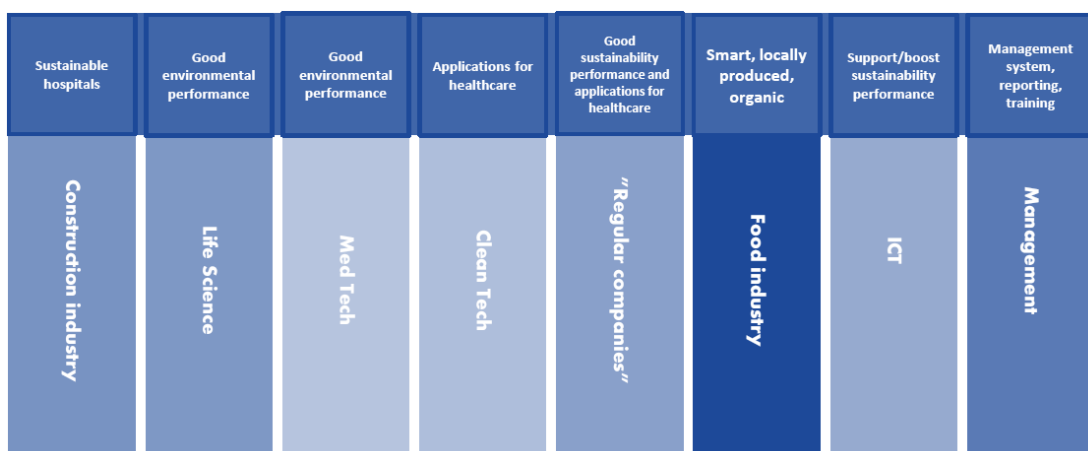 Sustainable
hospitals
Good
environmental
performance
Good
environmental
performance
Applications for
healthcare
Good
sustainability
performance and
applications for
healthcare
Smart, locally
produced,
organic
Support/boost
sustainability
performance
Management
system,
reporting,
training
Construction industry
Life Science
Med Tech
Clean Tech
”Regular companies”
Food industry
ICT
Management